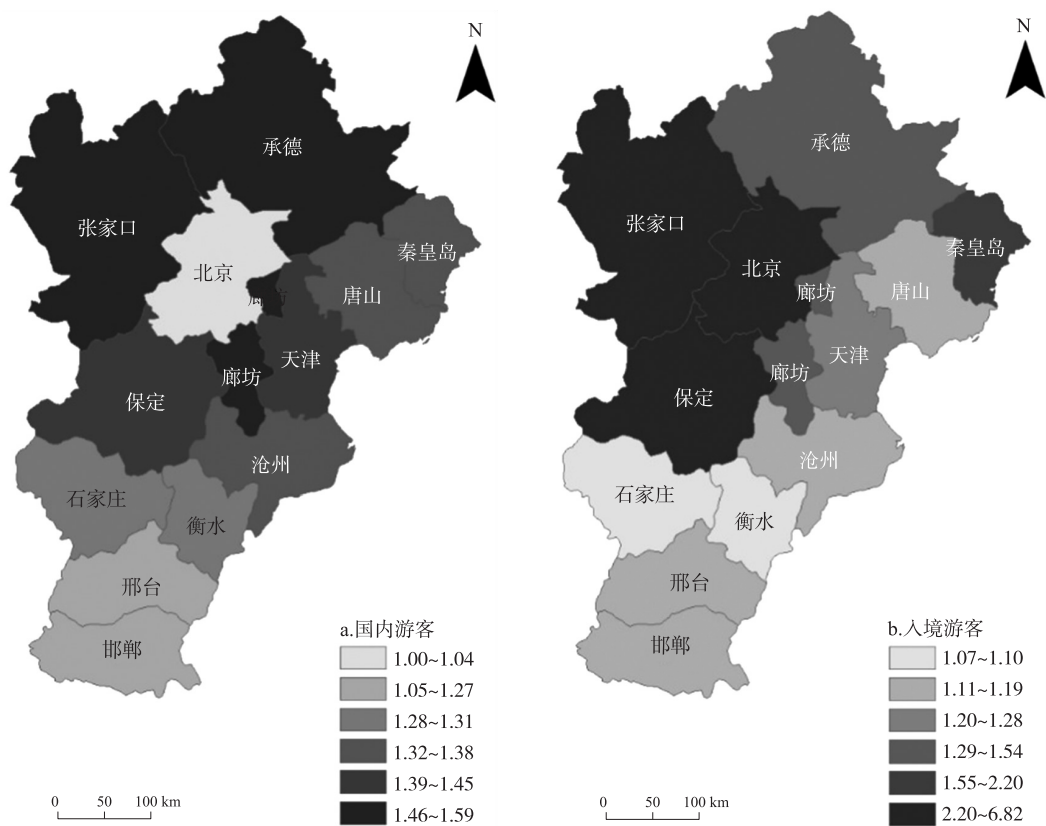 N
承德
张家口
北京
廊坊
秦皇岛
唐山
天津
廊坊
保定
沧州
石家庄
衡水
邢台
邯郸
a.国内游客
1.00~1.04
1.05~1.27
1.28~1.31
1.32~1.38
1.39~1.45
1.46~1.59
0 50 100 km
N
承德
张家口
北京
秦皇岛
廊坊
唐山
天津
廊坊
保定
沧州
石家庄
衡水
邢台
邯郸
b.入境游客
1.07~1.10
1.11~1.19
1.20~1.28
1.29~1.54
1.55~2.20
2.20~6.82
0 50 100 km